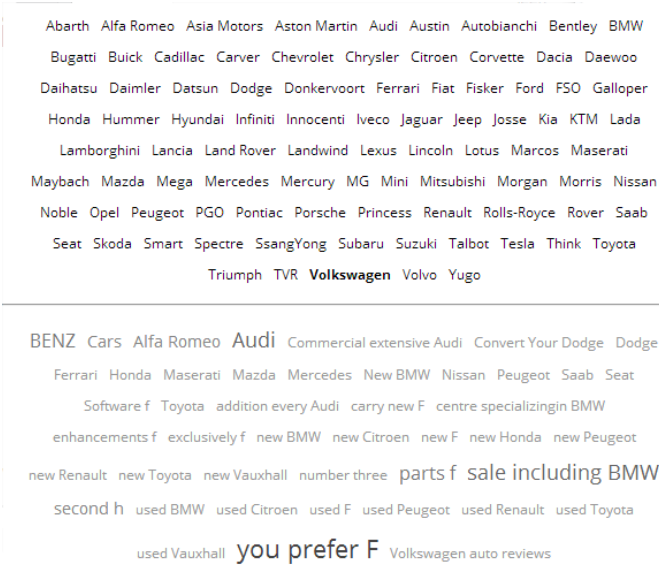 Abarth Alfa Romeo Asia Motors Aston Martin Audi Austin Autobianchi Bentley BMW
Bugatti Buick Cadillac Carver Chevrolet Chrysler Citroen Corvette Dacia Daewoo
Daihatsu Daimler Datsun Dodge Donkervoort Ferrari Fiat Fisker Ford FSO Galloper
Honda Hummer Hyundai Infiniti Innocenti Iveco Jaguar Jeep Josse Kia KTM Lada
Lamborghini Lancia Land Rover Landwind Lexus Lincoln Lotus Marcos Maserati
Maybach Mazda Mega Mercedes Mercury MG Mini Mitsubishi Morgan Morris Nissan
Noble Opel Peugeot PGO Pontiac Porsche Princess Renault Rolls-Royce Rover Saab
Seat Skoda Smart Spectre SsangYong Subaru Suzuki Talbot Tesla Think Toyota
Triumph TVR Volkswagen Volvo Yugo
BENZ Cars Alfa Romeo Audi Commercial extensive Audi Convert Your Dodge Dodge
Ferrari Honda Maserati Mazda Mercedes New BMW Nissan Peugeot Saab Seat
Software f Toyota addition every Audi carry new F centre specializingin BMW
enhancements f exclusively f new BMW new Citroen new F new Honda new Peugeot
new Renault new Toyota new Vauxhall number three parts f sale including BMW
second h used BMW used Citroen used F used Peugeot used Renault used Toyota
used Vauxhall you prefer F Volkswagen auto reviews